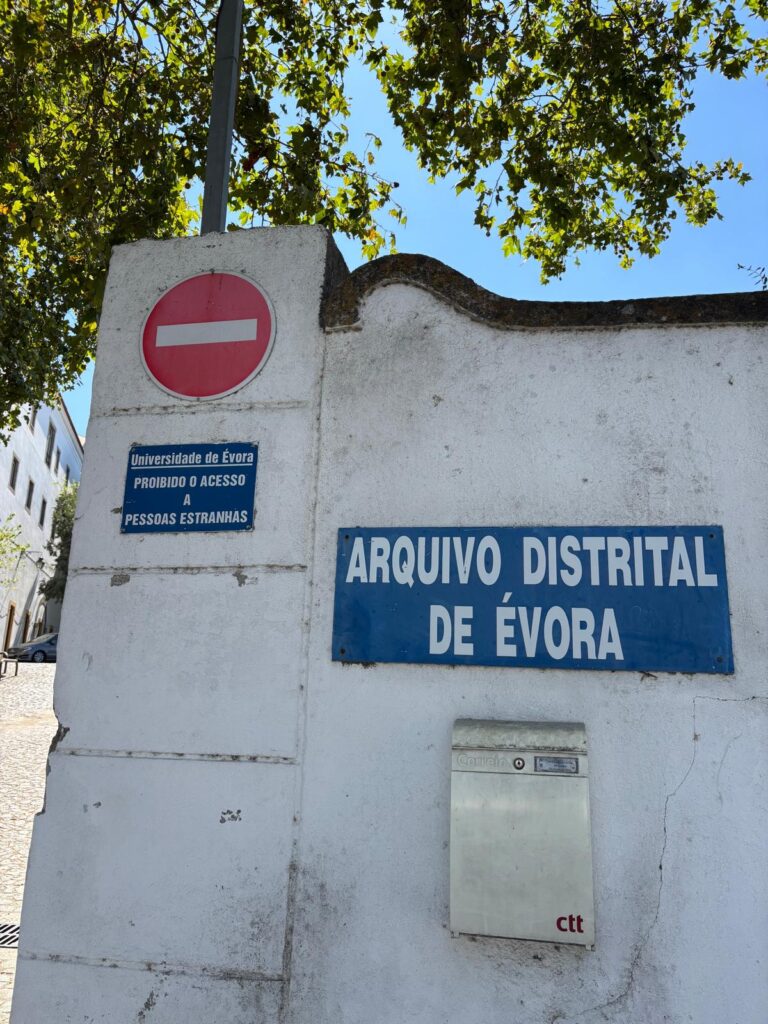 Universidade de Évora
PROIBIDO O ACESSO
A
PESSOAS ESTRANHAS
ARQUIVO DISTRITAL
DE ÉVORA
Correio
ctt